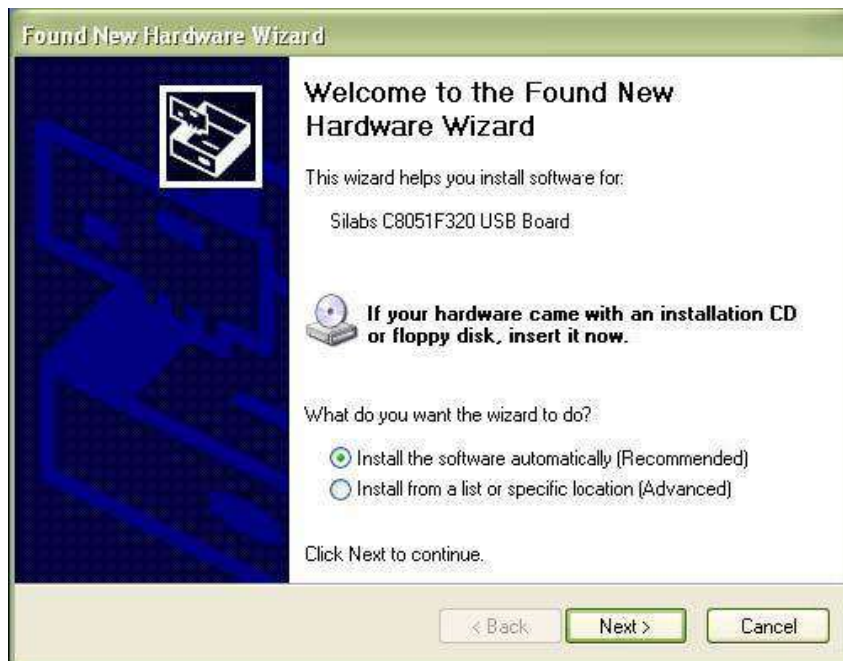 Found New Hardware Wizard
Welcome to the Found New
Hardware Wizard
This wizard helps you install software for:
Silabs C8051F320 USB Board
If your hardware came with an installation CD
or floppy disk, insert it now.
What do you want the wizard to do?
Install the software automatically (Recommended)
Install from a list or specific location (Advanced)
Click Next to continue.
< Back
Next >
Cancel